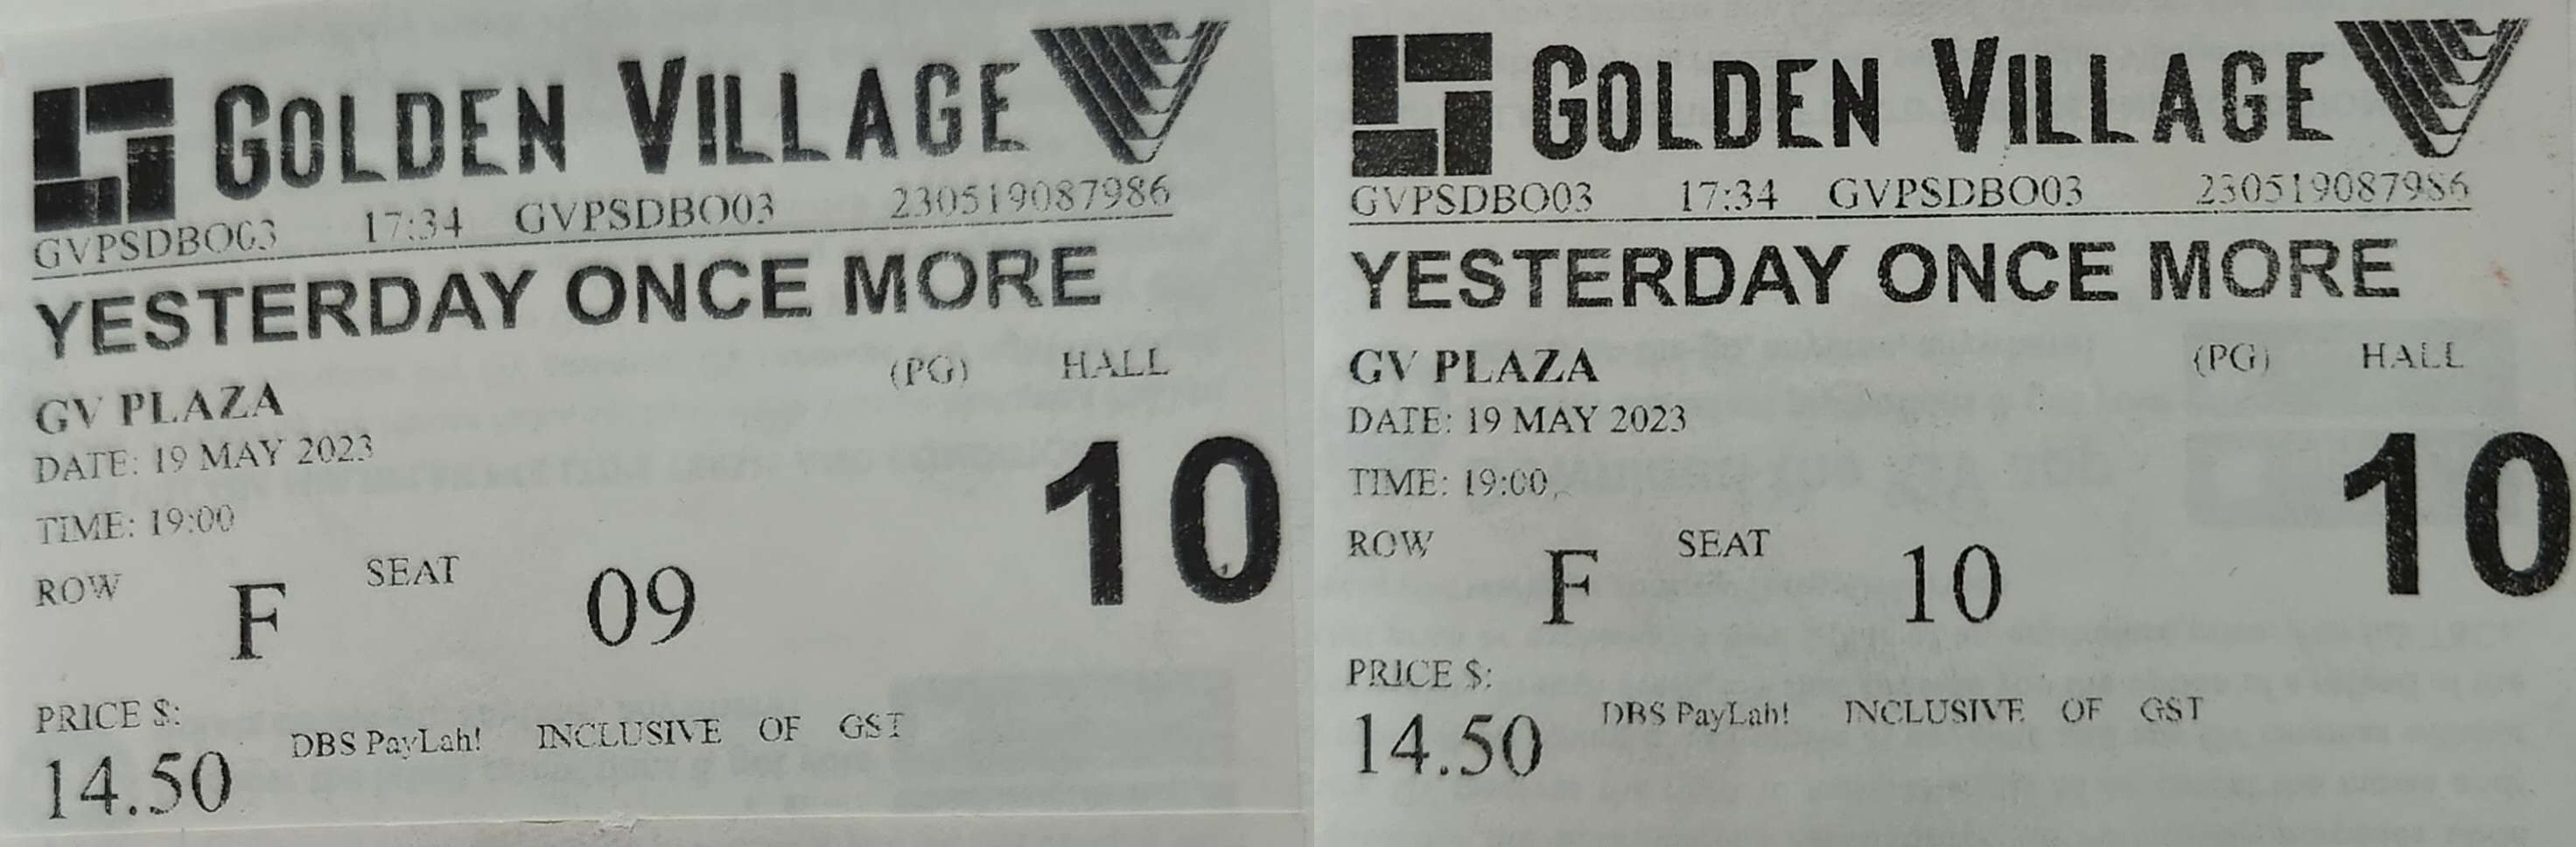 GOLDEN VILLAGE
GVPSDBO03 17:34 GVPSDBO03 230519087986
YESTERDAY ONCE MORE
GV PLAZA (PG) HALL
DATE: 19 MAY 2023
10
TIME: 19:00
ROW F SEAT 09
PRICE $:
14.50 DBS PayLah! INCLUSIVE OF GST
GOLDEN VILLAGE
GVPSDBO03 17:34 GVPSDBO03 230519087986
YESTERDAY ONCE MORE
GV PLAZA (PG) HALL
DATE: 19 MAY 2023
10
TIME: 19:00
ROW F SEAT 10
PRICE $:
14.50 DBS PayLah! INCLUSIVE OF GST